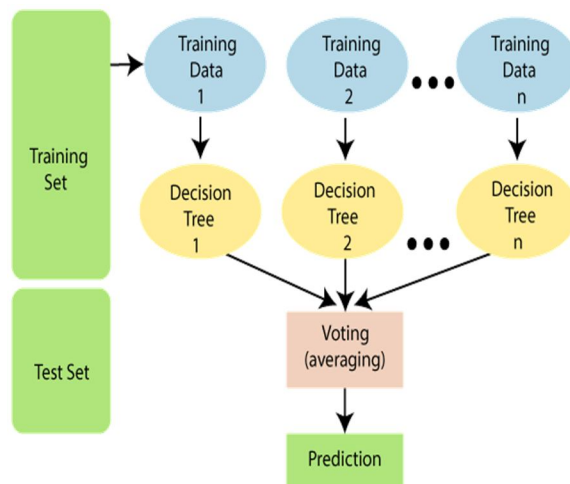 Training
Set
Test Set
Training
Data
1
Training
Data
2
Training
Data
n
Decision
Tree
1
Decision
Tree
2
Decision
Tree
n
Voting
(averaging)
Prediction